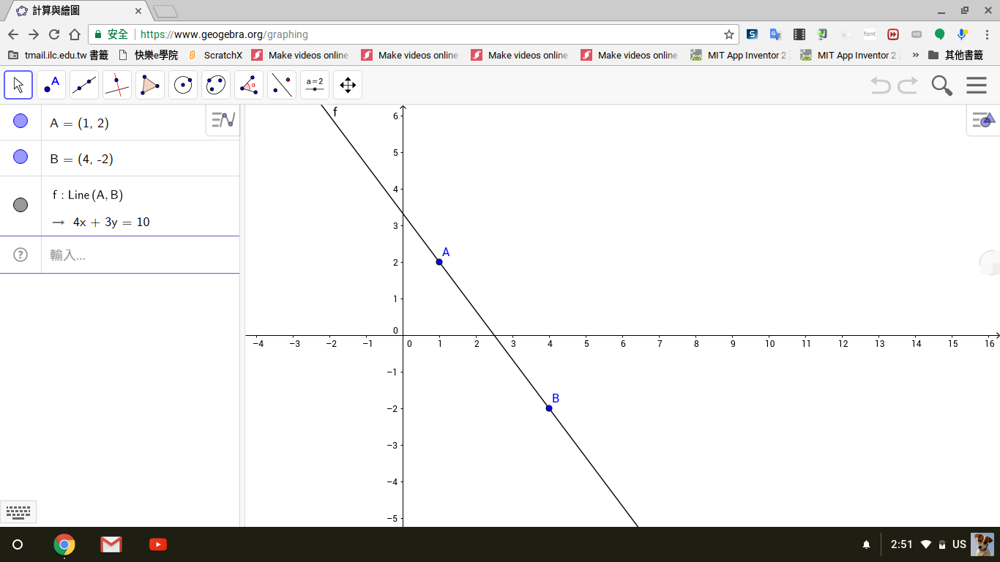 計算與繪圖
安全 https://www.geogebra.org/graphing
font HD
tmail.ilc.edu.tw 書籤 快樂e學院 ScratchX Make videos online Make videos online Make videos online Make videos online MIT App Inventor 2 MIT App Inventor 2 » 其他書籤
A α a=2
A = (1, 2)
B = (4, -2)
f : Line (A, B)
→ 4x + 3y = 10
輸入...
f
A
B
6
5
4
3
2
1
0
−4 −3 −2 −1 0 1 2 3 4 5 6 7 8 9 10 11 12 13 14 15 16
−1
−2
−3
−4
−5
2:51 US